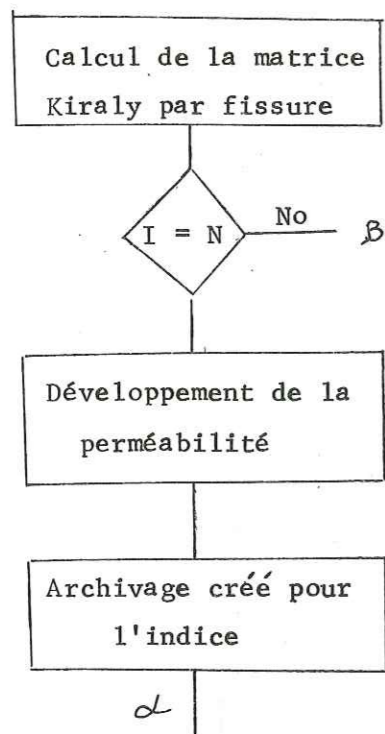 Calcul de la matrice
Kiraly par fissure
I = N
No
β
Développement de la
perméabilité
Archivage créé pour
l'indice
α